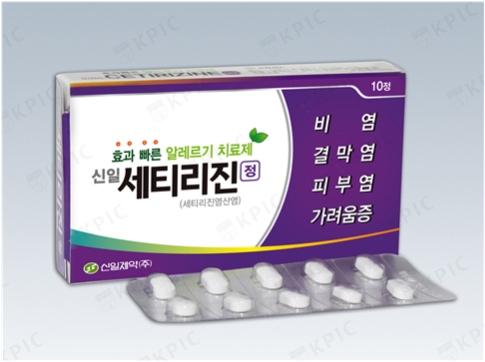 CETIRIZINE 정
10정
효과 빠른 알레르기 치료제
신일 세티리진 정
(세티리진염산염)
비 염
결막염
피부염
가려움증
신일제약(주)
KPIC